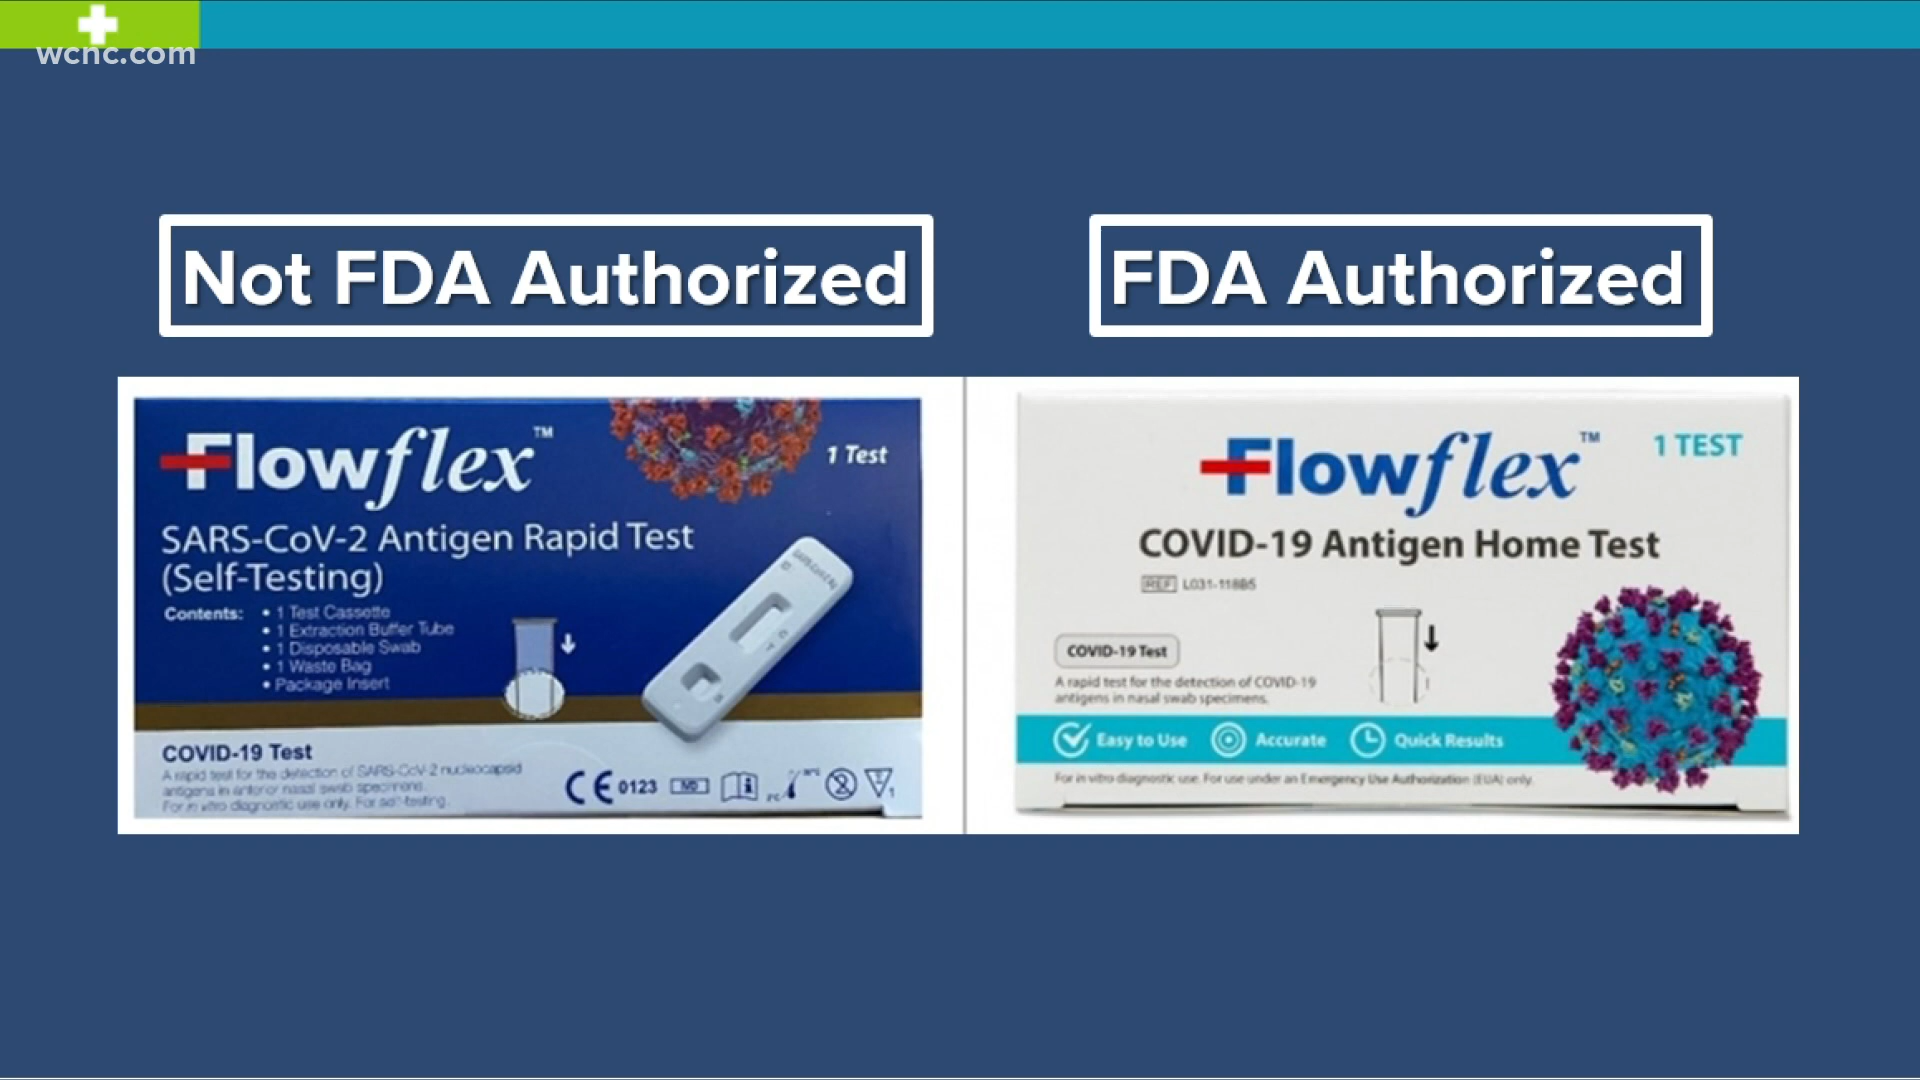 wcnc.com
Not FDA Authorized
FDA Authorized
Flowflex™
1 Test
SARS-CoV-2 Antigen Rapid Test
(Self-Testing)
Contents: • 1 Test Cassette
• 1 Extraction Buffer Tube
• 1 Disposable Swab
• 1 Waste Bag
• Package Insert
COVID-19 Test
A rapid test for the detection of SARS-CoV-2 nucleocapsid
antigens in anterior nasal swab specimens.
For in vitro diagnostic use only. For self-testing.
CE 0123 IVD
Flowflex™
1 TEST
COVID-19 Antigen Home Test
REF L031-118B5
COVID-19 Test
A rapid test for the detection of COVID-19
antigens in nasal swab specimens.
Easy to Use Accurate Quick Results
For in vitro diagnostic use. For use under an Emergency Use Authorization (EUA) only.